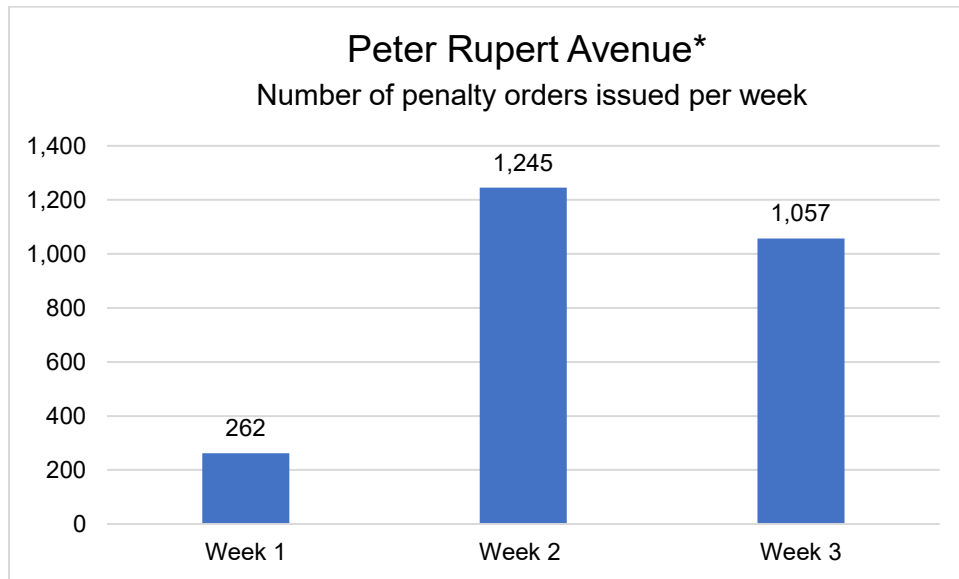 Peter Rupert Avenue*
Number of penalty orders issued per week
1,400
1,200
1,000
800
600
400
200
0
262
1,245
1,057
Week 1
Week 2
Week 3